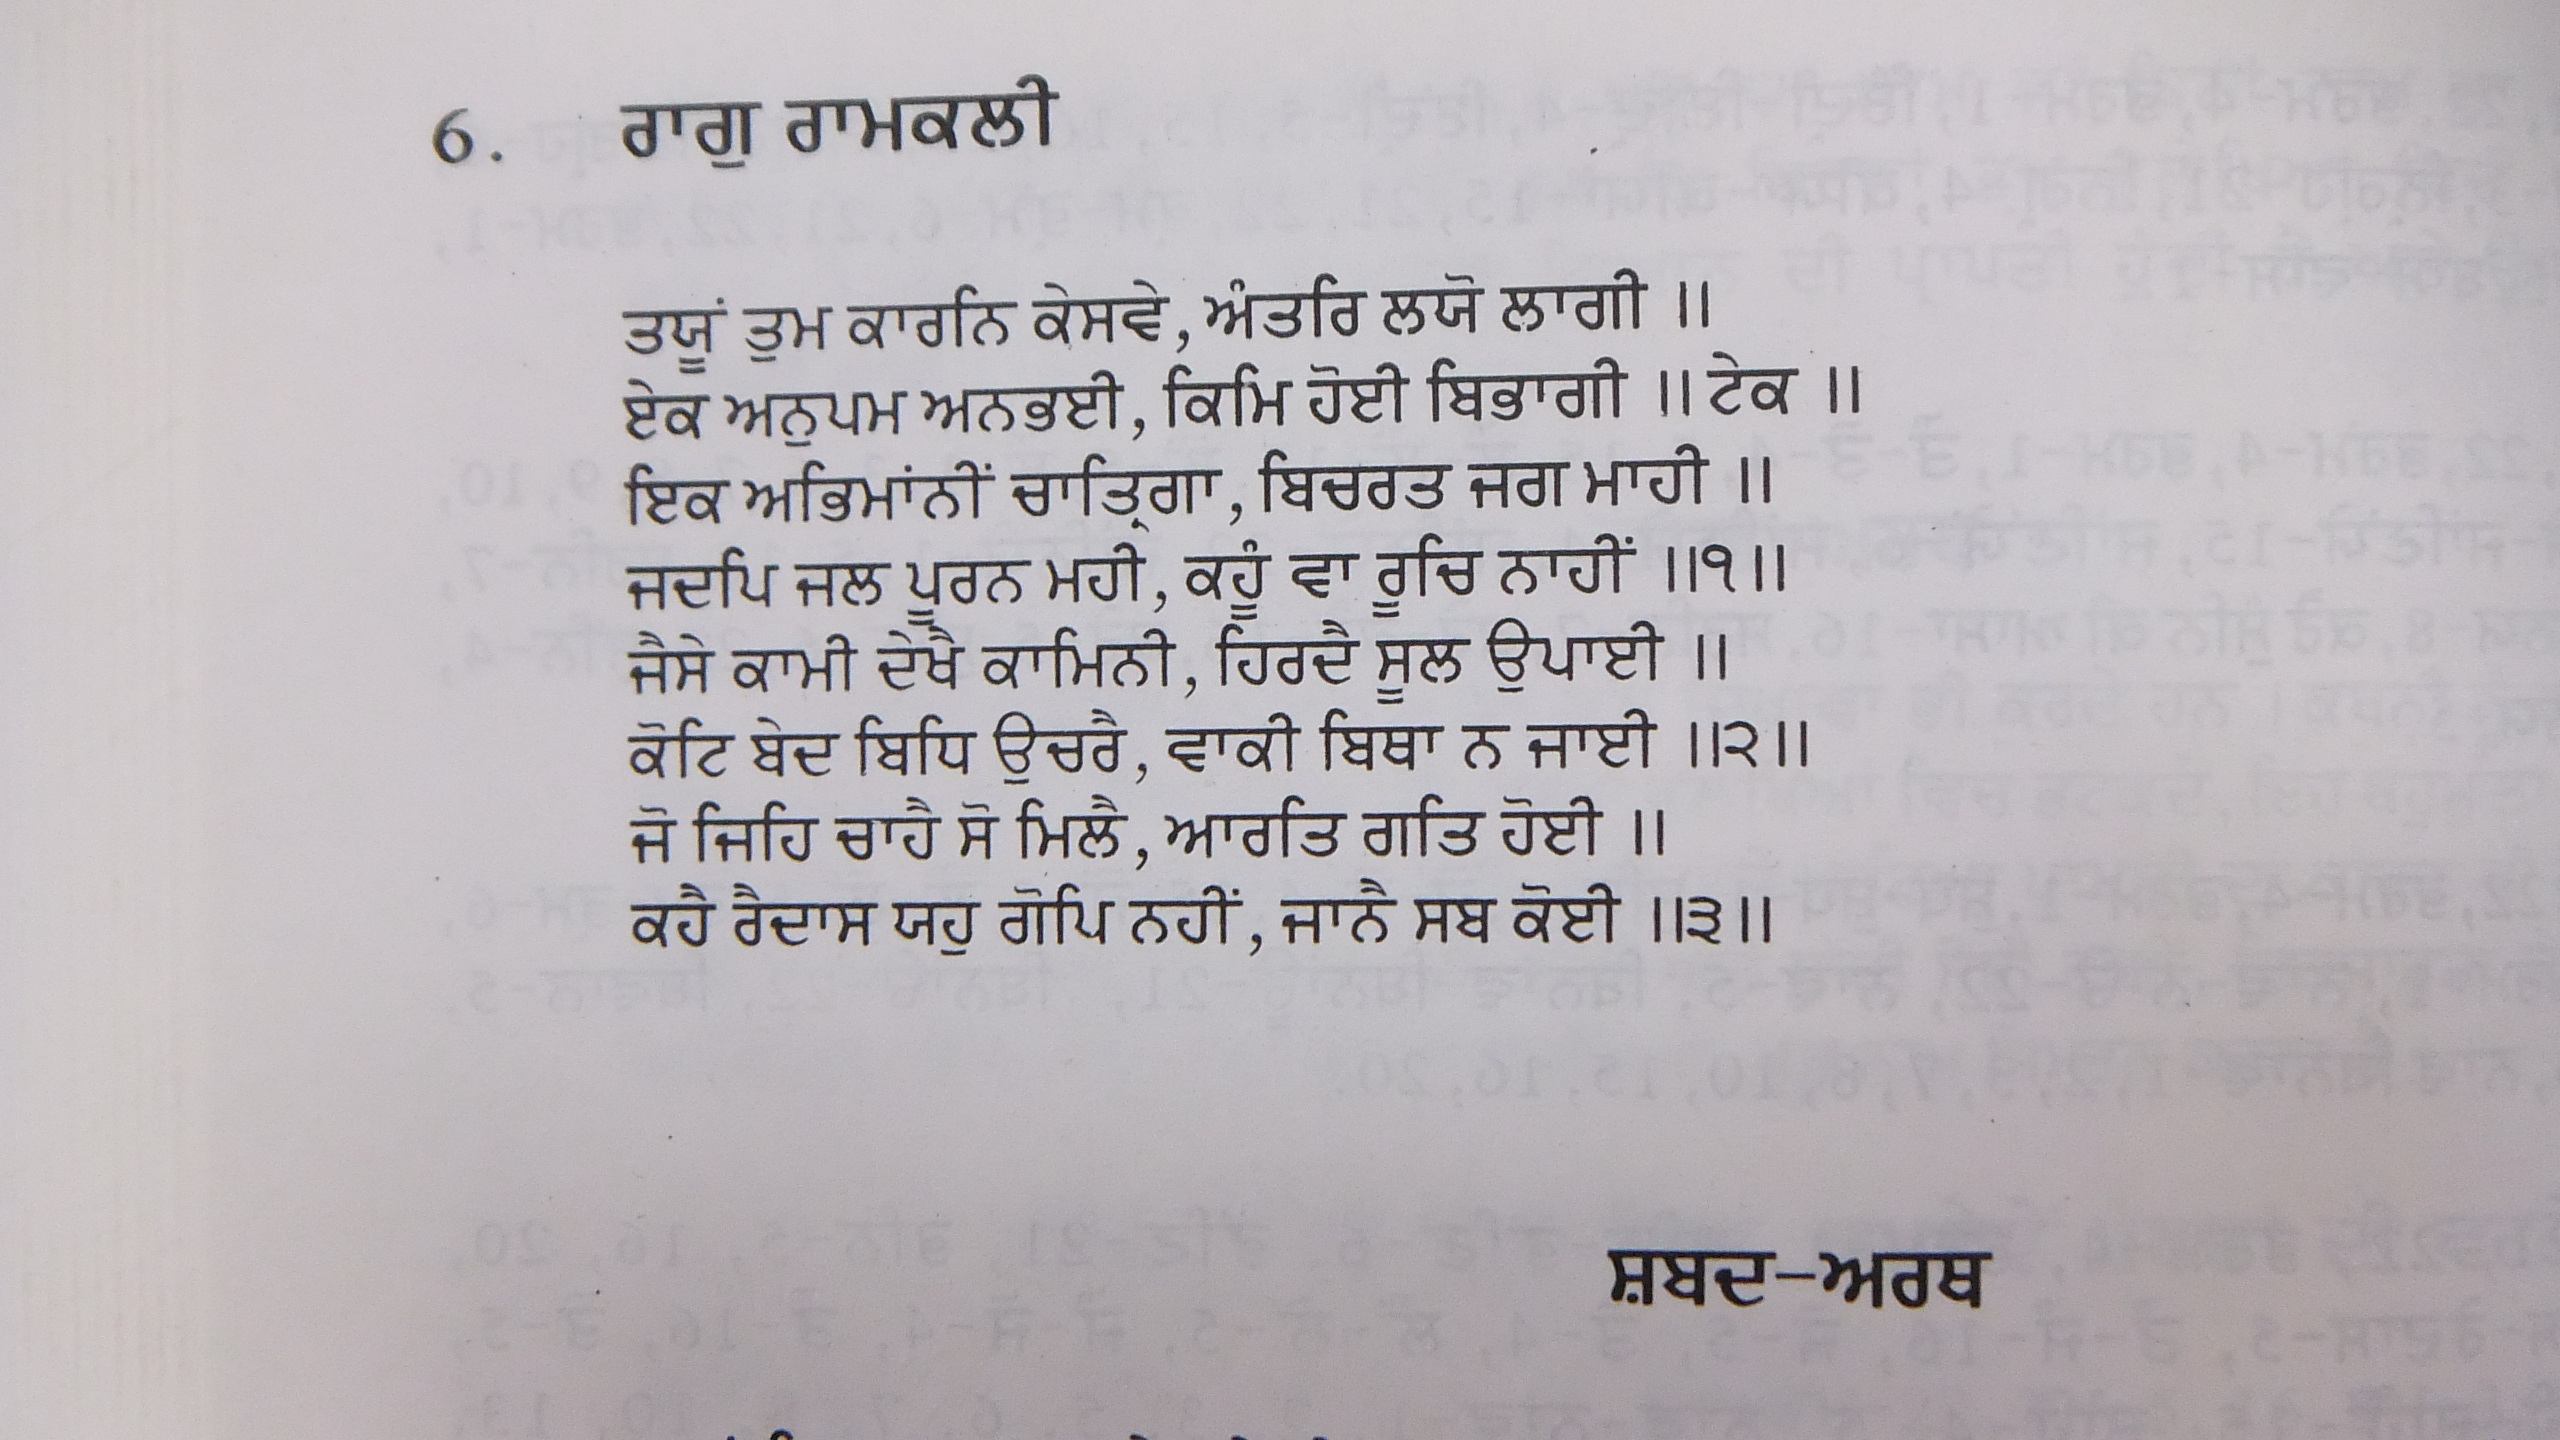 6. ਰਾਗੁ ਰਾਮਕਲੀ
ਤਯੂੰ ਤੁਮ ਕਾਰਨਿ ਕੇਸਵੇ, ਅੰਤਰਿ ਲਯੋ ਲਾਗੀ ॥
ਏਕ ਅਨੁਪਮ ਅਨਭਈ, ਕਿਮਿ ਹੋਈ ਬਿਭਾਗੀ ॥ ਟੇਕ ॥
ਇਕ ਅਭਿਮਾਂਨੀਂ ਚਾਤ੍ਰਿਗਾ, ਬਿਚਰਤ ਜਗ ਮਾਹੀ ॥
ਜਦਪਿ ਜਲ ਪੂਰਨ ਮਹੀ, ਕਹੂੰ ਵਾ ਰੂਚਿ ਨਾਹੀਂ ॥੧॥
ਜੈਸੇ ਕਾਮੀ ਦੇਖੈ ਕਾਮਿਨੀ, ਹਿਰਦੈ ਸੂਲ ਉਪਾਈ ॥
ਕੋਟਿ ਬੇਦ ਬਿਧਿ ਉਚਰੈ, ਵਾਕੀ ਬਿਥਾ ਨ ਜਾਈ ॥੨॥
ਜੋ ਜਿਹਿ ਚਾਹੈ ਸੋ ਮਿਲੈ, ਆਰਤਿ ਗਤਿ ਹੋਈ ॥
ਕਹੈ ਰੈਦਾਸ ਯਹੁ ਗੋਪਿ ਨਹੀਂ, ਜਾਨੈ ਸਬ ਕੋਈ ॥੩॥
ਸ਼ਬਦ-ਅਰਥ